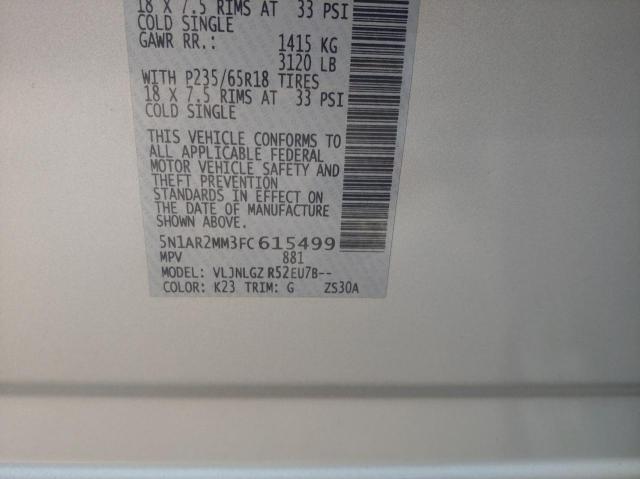 18 X 7.5 RIMS AT 33 PSI
COLD SINGLE
GAWR RR.: 1415 KG
3120 LB
WITH P235/65R18 TIRES
18 X 7.5 RIMS AT 33 PSI
COLD SINGLE
THIS VEHICLE CONFORMS TO
ALL APPLICABLE FEDERAL
MOTOR VEHICLE SAFETY AND
THEFT PREVENTION
STANDARDS IN EFFECT ON
THE DATE OF MANUFACTURE
SHOWN ABOVE.
5N1AR2MM3FC615499
MPV 881
MODEL: VLJNLGZ R52EU7B--
COLOR: K23 TRIM: G ZS30A